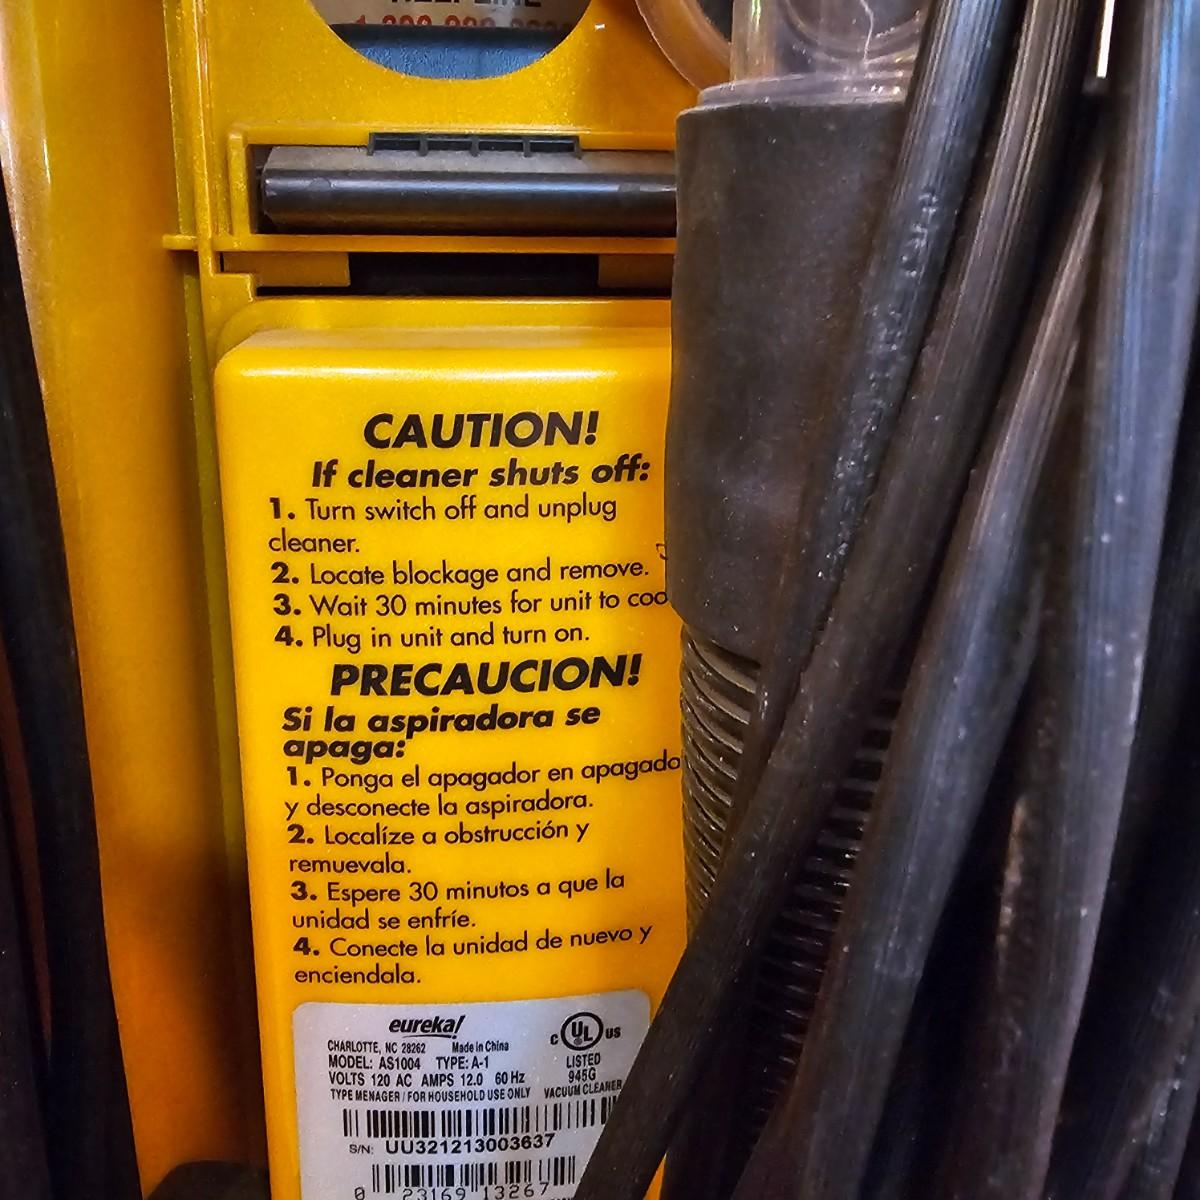 CAUTION!
If cleaner shuts off:
1. Turn switch off and unplug
cleaner.
2. Locate blockage and remove.
3. Wait 30 minutes for unit to coo
4. Plug in unit and turn on.
PRECAUCION!
Si la aspiradora se
apaga:
1. Ponga el apagador en apagado
y desconecte la aspiradora.
2. Localíze a obstrucción y
remuevala.
3. Espere 30 minutos a que la
unidad se enfríe.
4. Conecte la unidad de nuevo y
enciendala.
eureka!
CHARLOTTE, NC 28262 Made in China
MODEL: AS1004 TYPE: A-1
VOLTS 120 AC AMPS 12.0 60 Hz
TYPE MENAGER / FOR HOUSEHOLD USE ONLY
C UL US
LISTED
945G
VACUUM CLEANER
S/N: UU321213003637
0 23169 13267